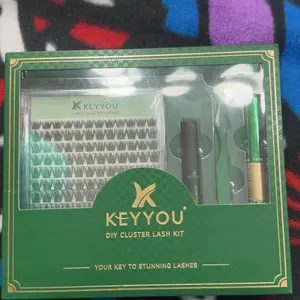 KEYYOU
KEYYOU®
DIY CLUSTER LASH KIT
YOUR KEY TO STUNNING LASHES